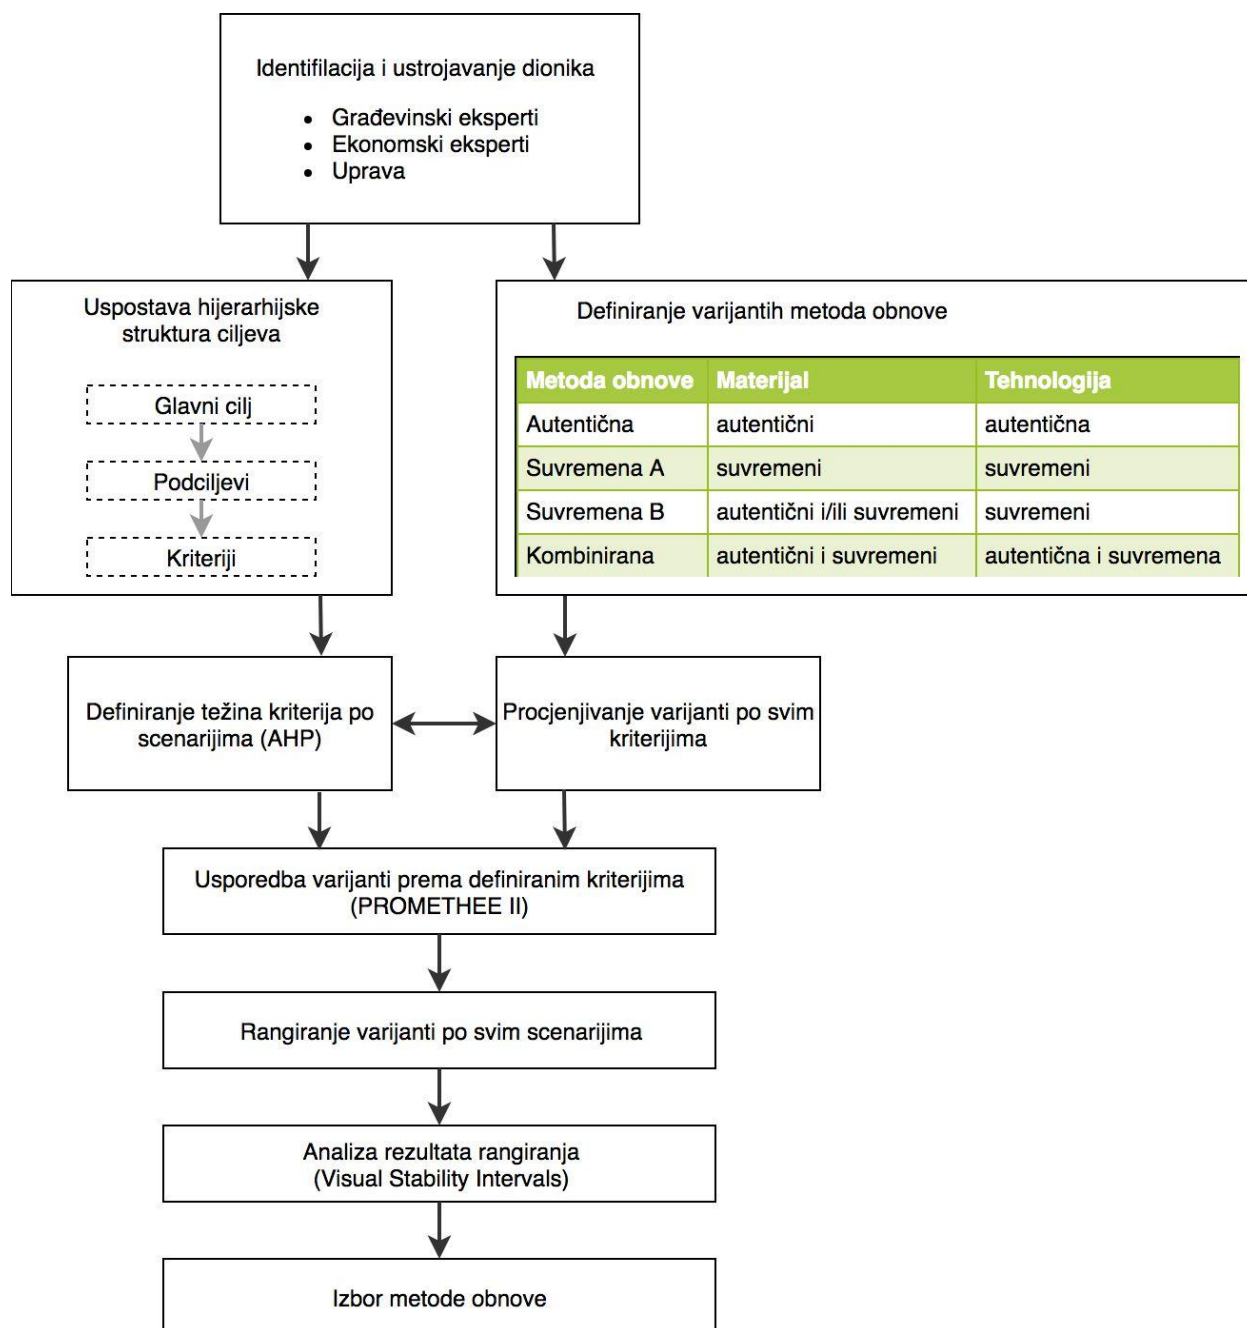 Identifilacija i ustrojavanje dionika
• Građevinski eksperti
• Ekonomski eksperti
• Uprava
Uspostava hijerarhijske
struktura ciljeva
Glavni cilj
Podciljevi
Kriteriji
Definiranje varijantih metoda obnove
Metoda obnove Materijal Tehnologija
Autentična autentični autentična
Suvremena A suvremeni suvremeni
Suvremena B autentični i/ili suvremeni suvremeni
Kombinirana autentični i suvremeni autentična i suvremena
Definiranje težina kriterija po
scenarijima (AHP)
Procjenjivanje varijanti po svim
kriterijima
Usporedba varijanti prema definiranim kriterijima
(PROMETHEE II)
Rangiranje varijanti po svim scenarijima
Analiza rezultata rangiranja
(Visual Stability Intervals)
Izbor metode obnove